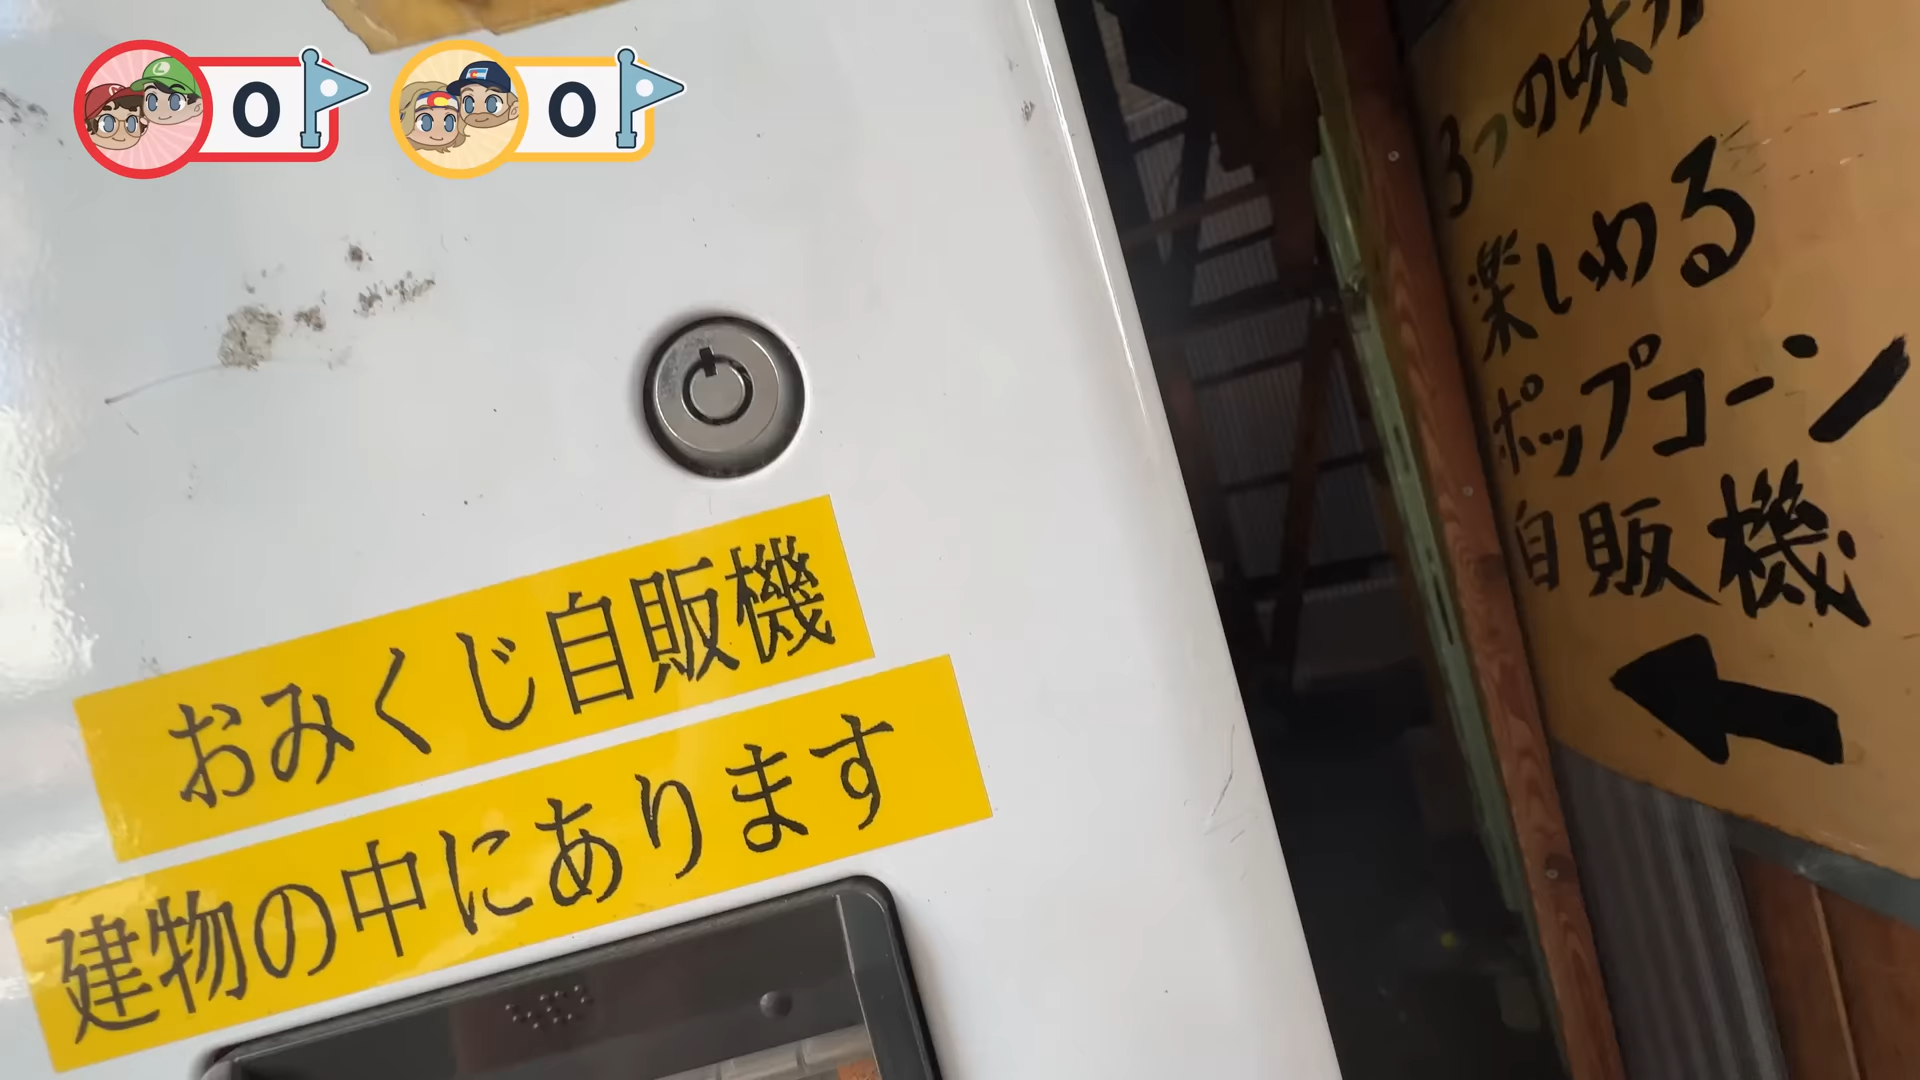 0
0
おみくじ自販機
建物の中にあります
3つの味が
楽しめる
ポップコーン
自販機